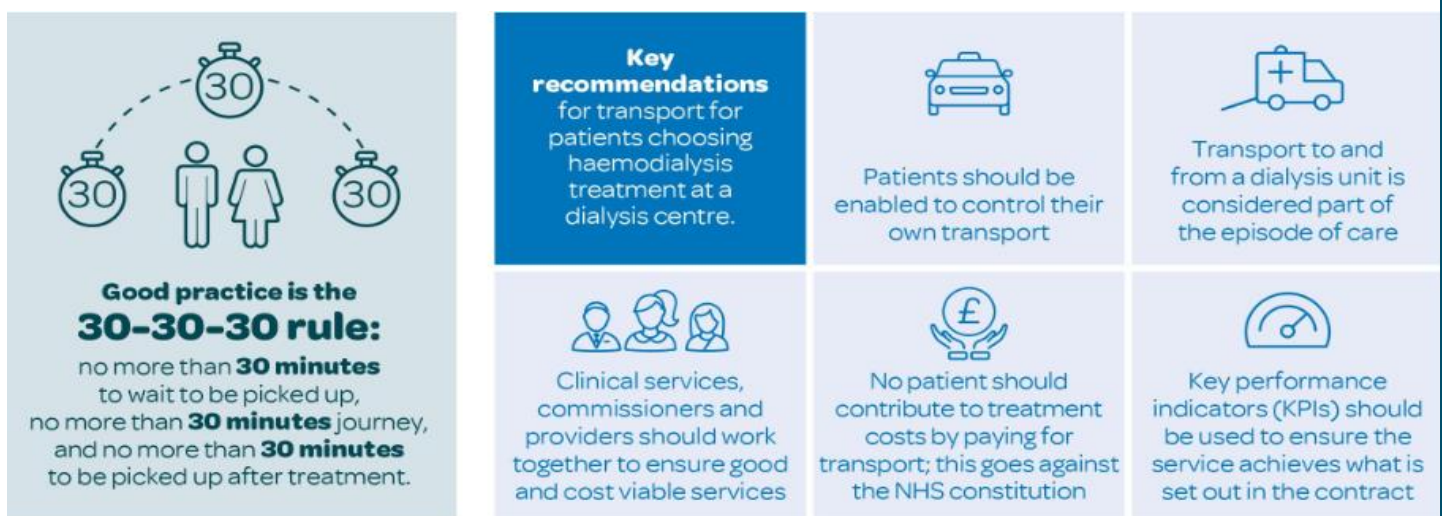 30
30
30
Good practice is the
30-30-30 rule:
no more than 30 minutes
to wait to be picked up,
no more than 30 minutes journey,
and no more than 30 minutes
to be picked up after treatment.
Key
recommendations
for transport for
patients choosing
haemodialysis
treatment at a
dialysis centre.
Patients should be
enabled to control their
own transport
Transport to and
from a dialysis unit is
considered part of
the episode of care
Clinical services,
commissioners and
providers should work
together to ensure good
and cost viable services
£
No patient should
contribute to treatment
costs by paying for
transport; this goes against
the NHS constitution
Key performance
indicators (KPIs) should
be used to ensure the
service achieves what is
set out in the contract